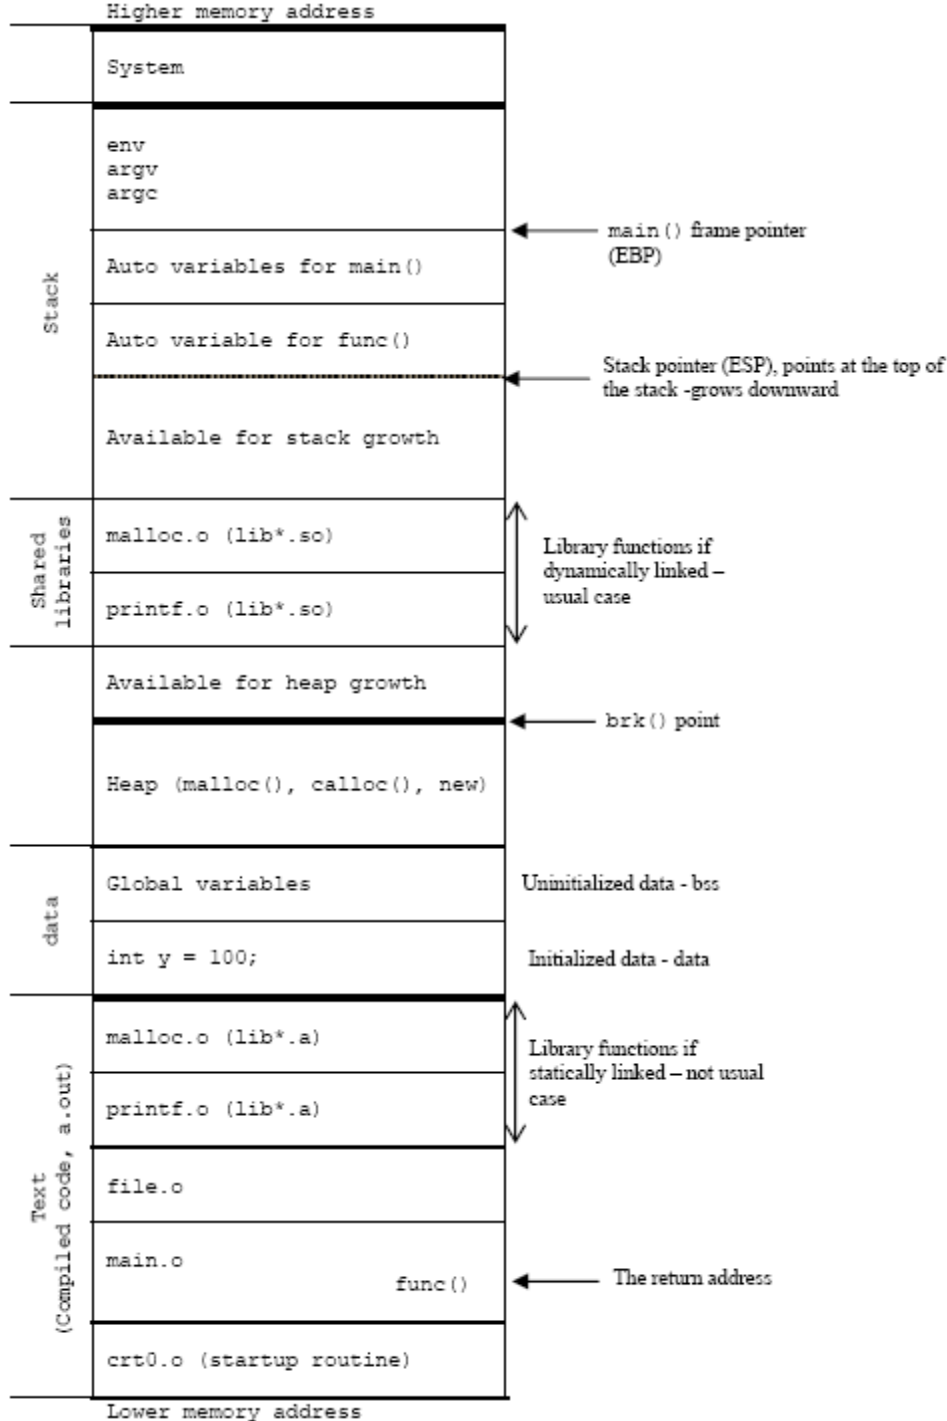 Higher memory address
System
env
argv
argc
main() frame pointer
(EBP)
Auto variables for main()
Stack
Auto variable for func()
Stack pointer (ESP), points at the top of
the stack -grows downward
Available for stack growth
Shared
libraries
malloc.o (lib*.so)
Library functions if
dynamically linked –
usual case
printf.o (lib*.so)
Available for heap growth
brk() point
Heap (malloc(), calloc(), new)
data
Global variables
Uninitialized data - bss
int y = 100;
Initialized data - data
Text
(Compiled code, a.out)
malloc.o (lib*.a)
Library functions if
statically linked – not usual
case
printf.o (lib*.a)
file.o
main.o
func()
The return address
crt0.o (startup routine)
Lower memory address